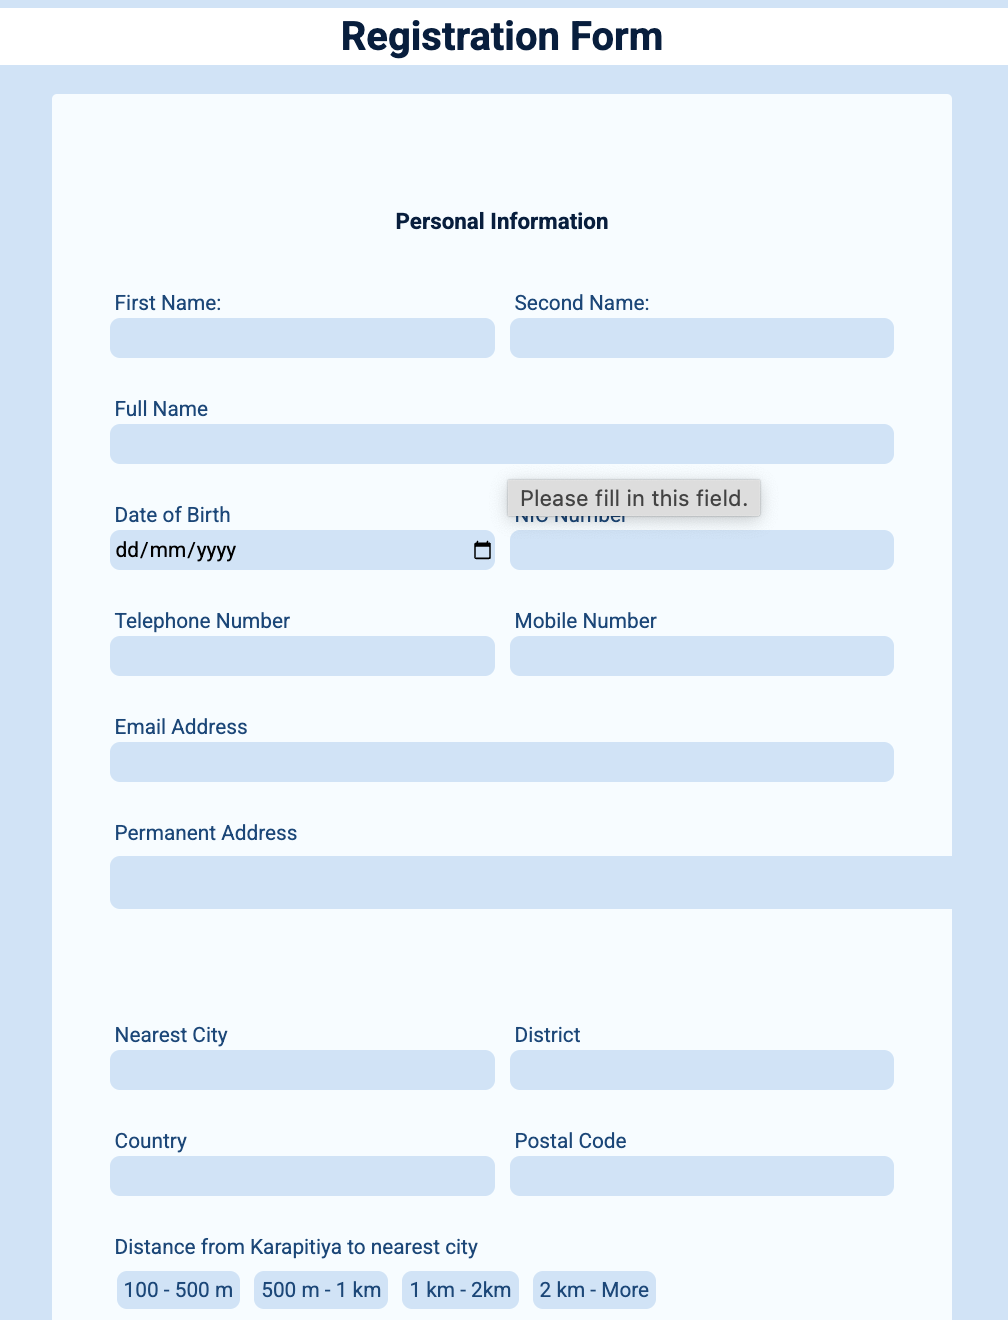 Registration Form
Personal Information
First Name: Second Name:
Full Name
Please fill in this field.
Date of Birth NIC Number
dd/mm/yyyy
Telephone Number Mobile Number
Email Address
Permanent Address
Nearest City District
Country Postal Code
Distance from Karapitiya to nearest city
100 - 500 m 500 m - 1 km 1 km - 2km 2 km - More